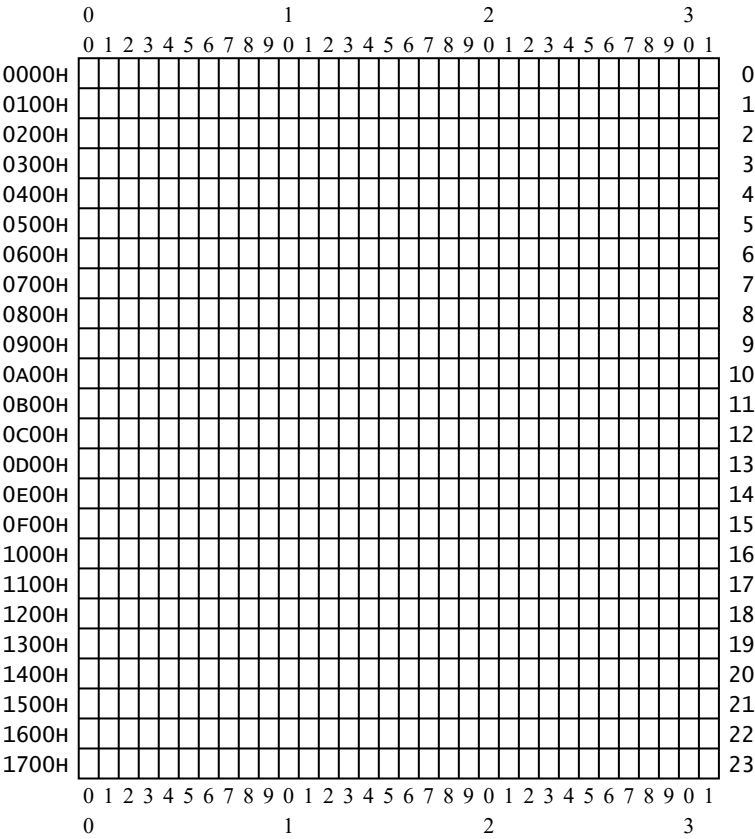 0 1 2 3
0 1 2 3 4 5 6 7 8 9 0 1 2 3 4 5 6 7 8 9 0 1 2 3 4 5 6 7 8 9 0 1
0000H 0
0100H 1
0200H 2
0300H 3
0400H 4
0500H 5
0600H 6
0700H 7
0800H 8
0900H 9
0A00H 10
0B00H 11
0C00H 12
0D00H 13
0E00H 14
0F00H 15
1000H 16
1100H 17
1200H 18
1300H 19
1400H 20
1500H 21
1600H 22
1700H 23
0 1 2 3 4 5 6 7 8 9 0 1 2 3 4 5 6 7 8 9 0 1 2 3 4 5 6 7 8 9 0 1
0 1 2 3